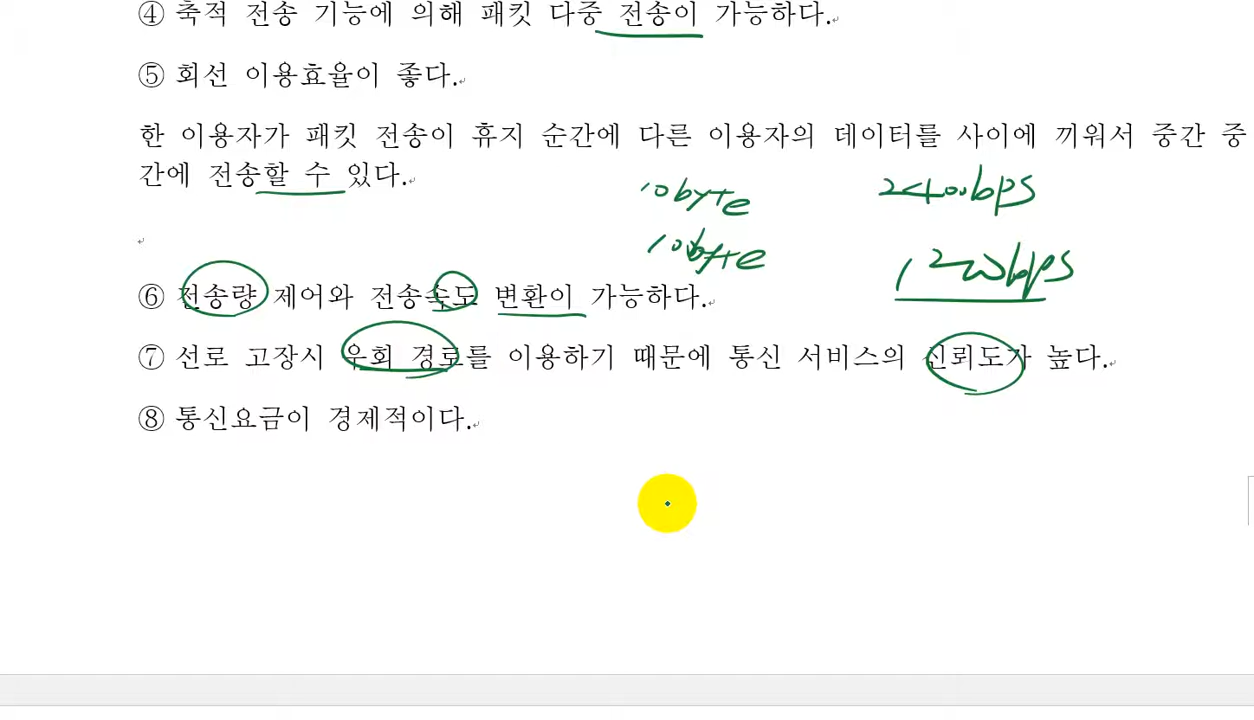 ④ 축적 전송 기능에 의해 패킷 다중 전송이 가능하다.
⑤ 회선 이용효율이 좋다.
한 이용자가 패킷 전송이 휴지 순간에 다른 이용자의 데이터를 사이에 끼워서 중간 중
간에 전송할 수 있다.
10byte 2400bps
10byte 1200bps
⑥ 전송량 제어와 전송속도 변환이 가능하다.
⑦ 선로 고장시 우회 경로를 이용하기 때문에 통신 서비스의 신뢰도가 높다.
⑧ 통신요금이 경제적이다.